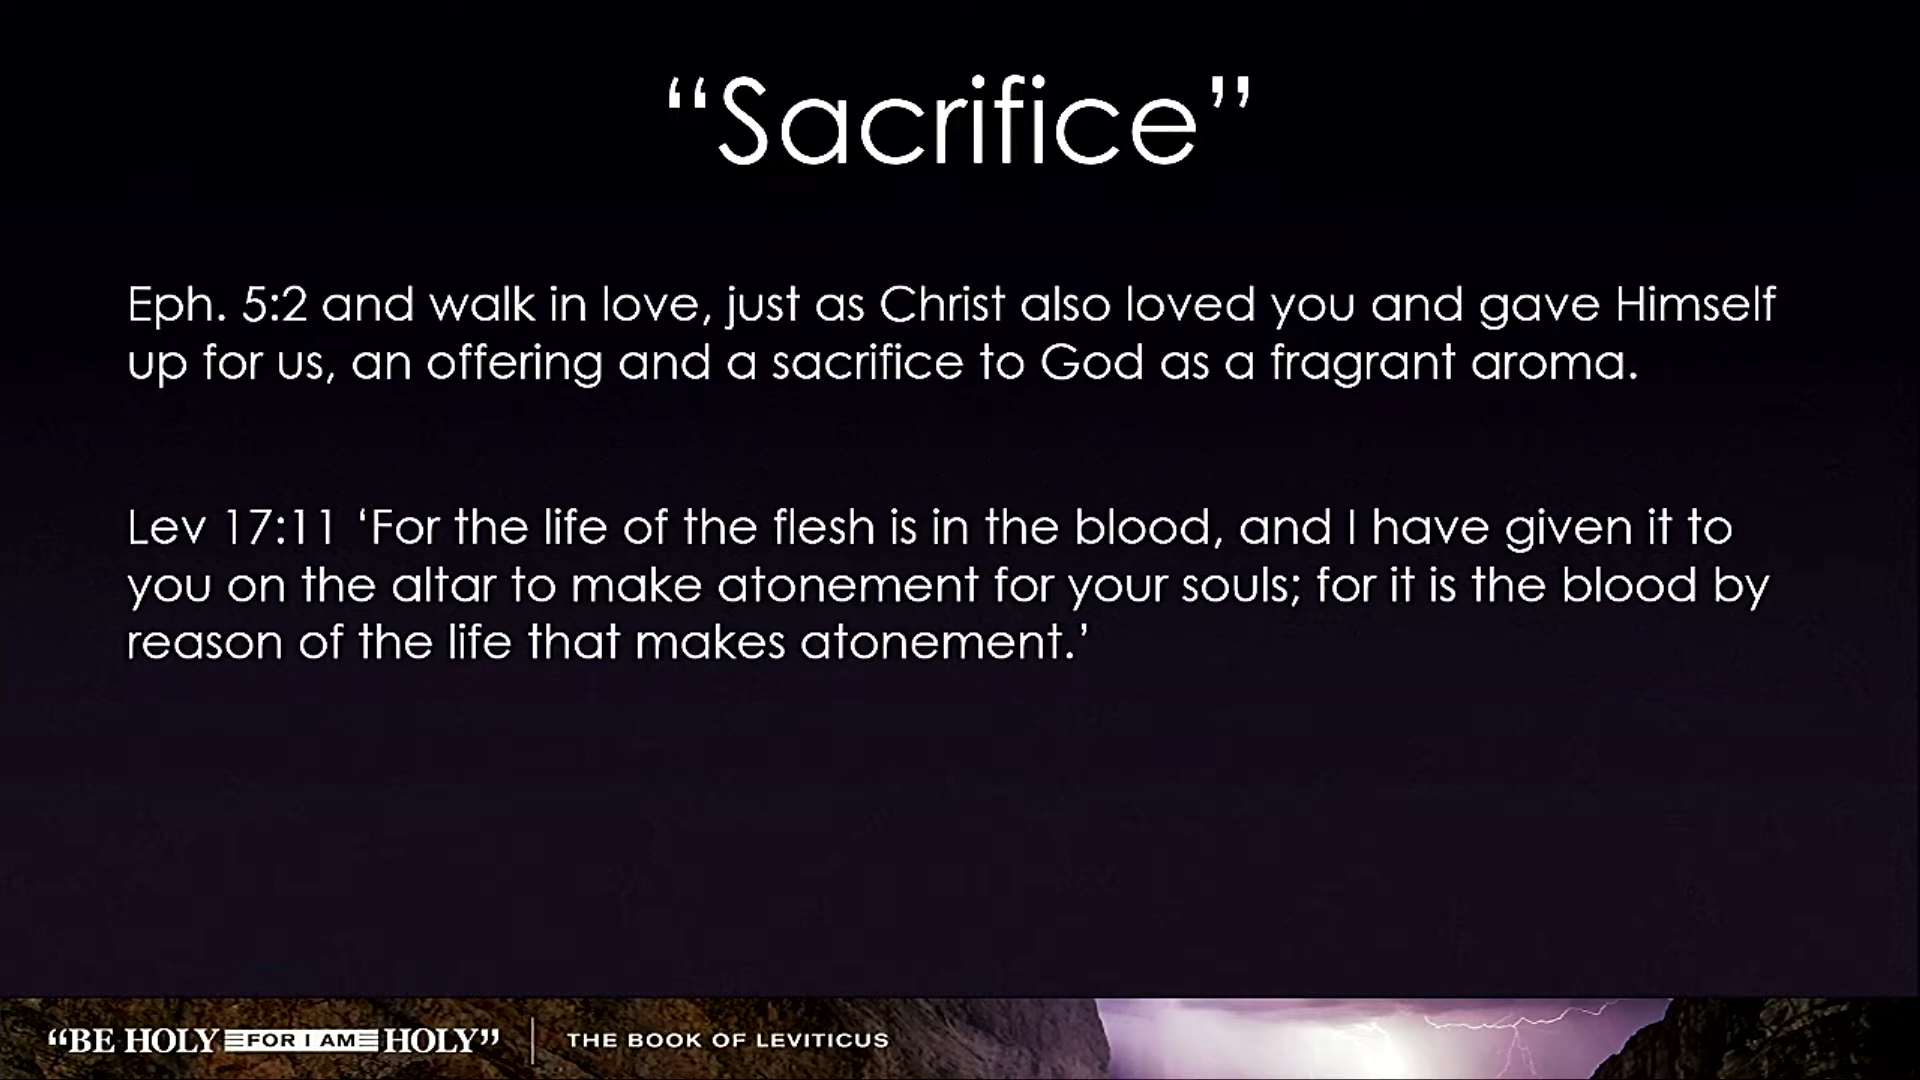 “Sacrifice”
Eph. 5:2 and walk in love, just as Christ also loved you and gave Himself
up for us, an offering and a sacrifice to God as a fragrant aroma.
Lev 17:11 ‘For the life of the flesh is in the blood, and I have given it to
you on the altar to make atonement for your souls; for it is the blood by
reason of the life that makes atonement.’
“BE HOLY FOR I AM HOLY” | THE BOOK OF LEVITICUS